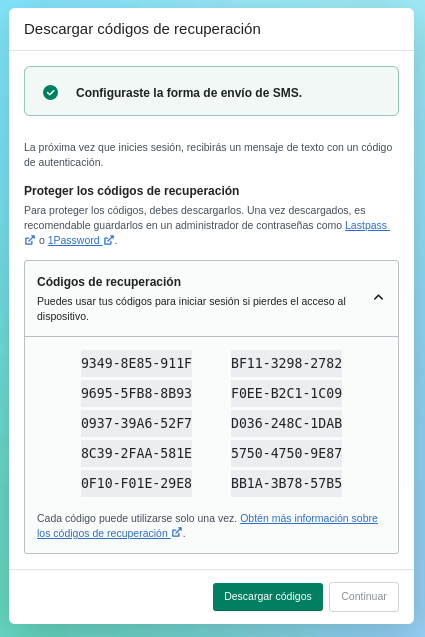 Descargar códigos de recuperación
Configuraste la forma de envío de SMS.
La próxima vez que inicies sesión, recibirás un mensaje de texto con un código
de autenticación.
Proteger los códigos de recuperación
Para proteger los códigos, debes descargarlos. Una vez descargados, es
recomendable guardarlos en un administrador de contraseñas como Lastpass
o 1Password.
Códigos de recuperación
Puedes usar tus códigos para iniciar sesión si pierdes el acceso al
dispositivo.
9349-8E85-911F BF11-3298-2782
9695-5FB8-8B93 F0EE-B2C1-1C09
0937-39A6-52F7 D036-248C-1DAB
8C39-2FAA-581E 5750-4750-9E87
0F10-F01E-29E8 BB1A-3B78-57B5
Cada código puede utilizarse solo una vez. Obtén más información sobre
los códigos de recuperación.
Descargar códigos Continuar